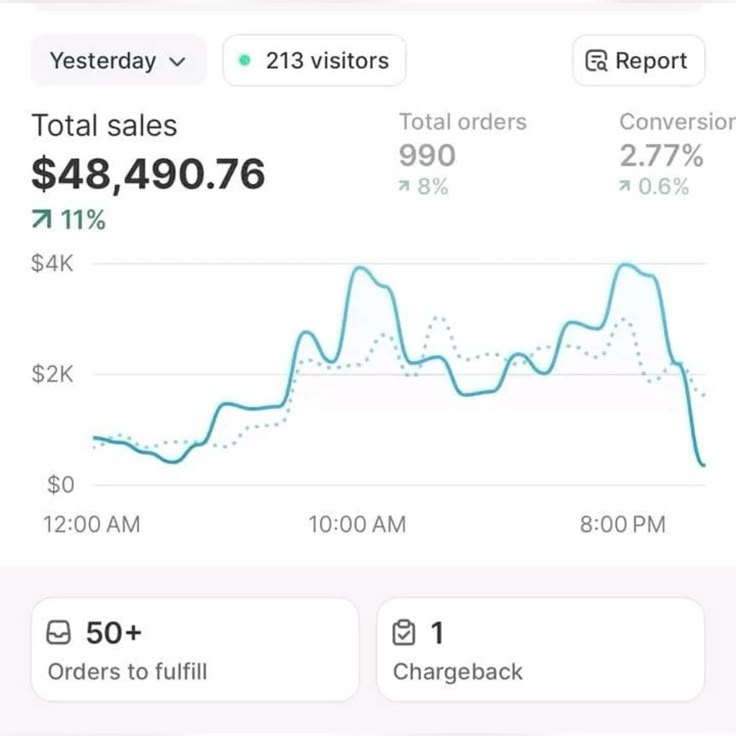 Yesterday
213 visitors
Report
Total sales
$48,490.76
11%
Total orders
990
8%
Conversion
2.77%
0.6%
$4K
$2K
$0
12:00 AM
10:00 AM
8:00 PM
50+
Orders to fulfill
1
Chargeback